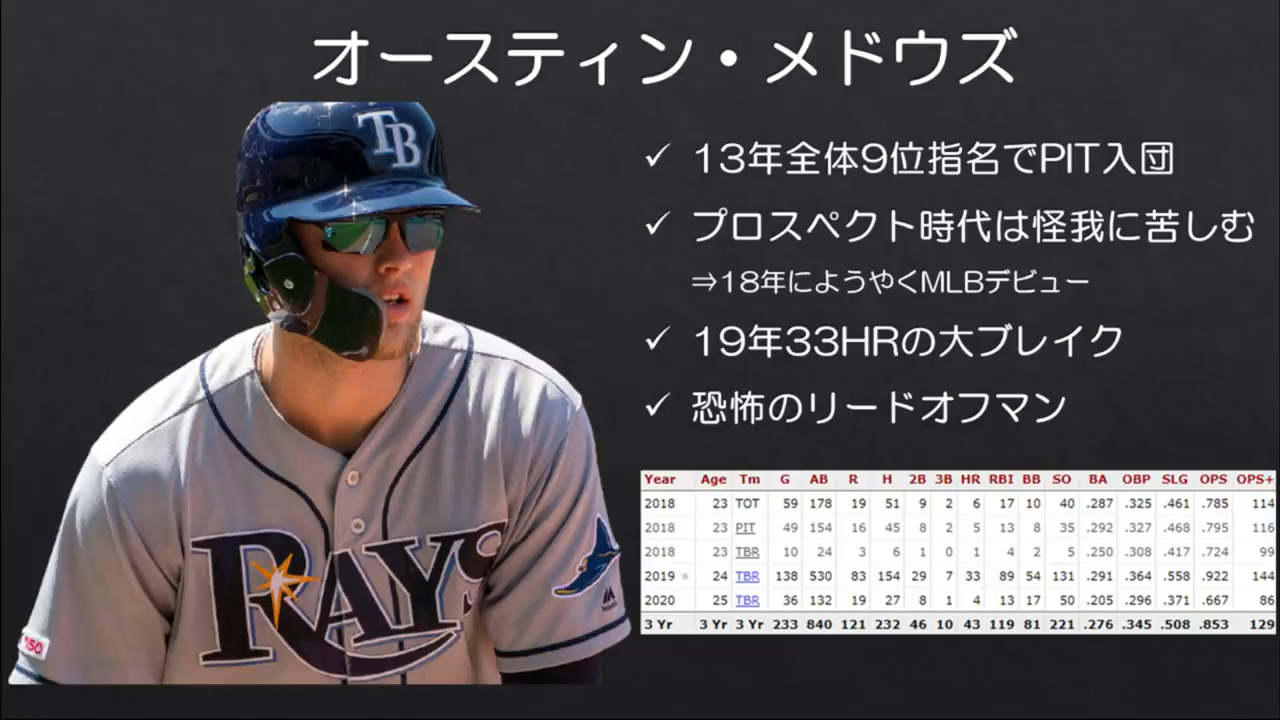 オースティン・メドウズ
✓ 13年全体9位指名でPIT入団
✓ プロスペクト時代は怪我に苦しむ
⇒18年にようやくMLBデビュー
✓ 19年33HRの大ブレイク
✓ 恐怖のリードオフマン
TB
RAYS
150
Year Age Tm G AB R H 2B 3B HR RBI BB SO BA OBP SLG OPS OPS+
2018 23 TOT 59 178 19 51 9 2 6 17 10 40 .287 .325 .461 .785 114
2018 23 PIT 49 154 16 45 8 2 5 13 8 35 .292 .327 .468 .795 116
2018 23 TBR 10 24 3 6 1 0 1 4 2 5 .250 .308 .417 .724 99
2019 ★ 24 TBR 138 530 83 154 29 7 33 89 54 131 .291 .364 .558 .922 144
2020 25 TBR 36 132 19 27 8 1 4 13 17 50 .205 .296 .371 .667 86
3 Yr 3 Yr 3 Yr 233 840 121 232 46 10 43 119 81 221 .276 .345 .508 .853 129